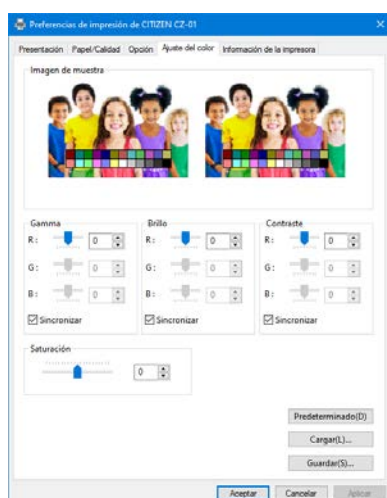 Preferencias de impresión de CITIZEN CZ-01
Presentación Papel/Calidad Opción Ajuste del color Información de la impresora
Imagen de muestra
Gamma Brillo Contraste
R: 0 R: 0 R: 0
G: 0 G: 0 G: 0
B: 0 B: 0 B: 0
Sincronizar Sincronizar Sincronizar
Saturación
0
Predeterminado(D)
Cargar(L)...
Guardar(S)...
Aceptar Cancelar Aplicar